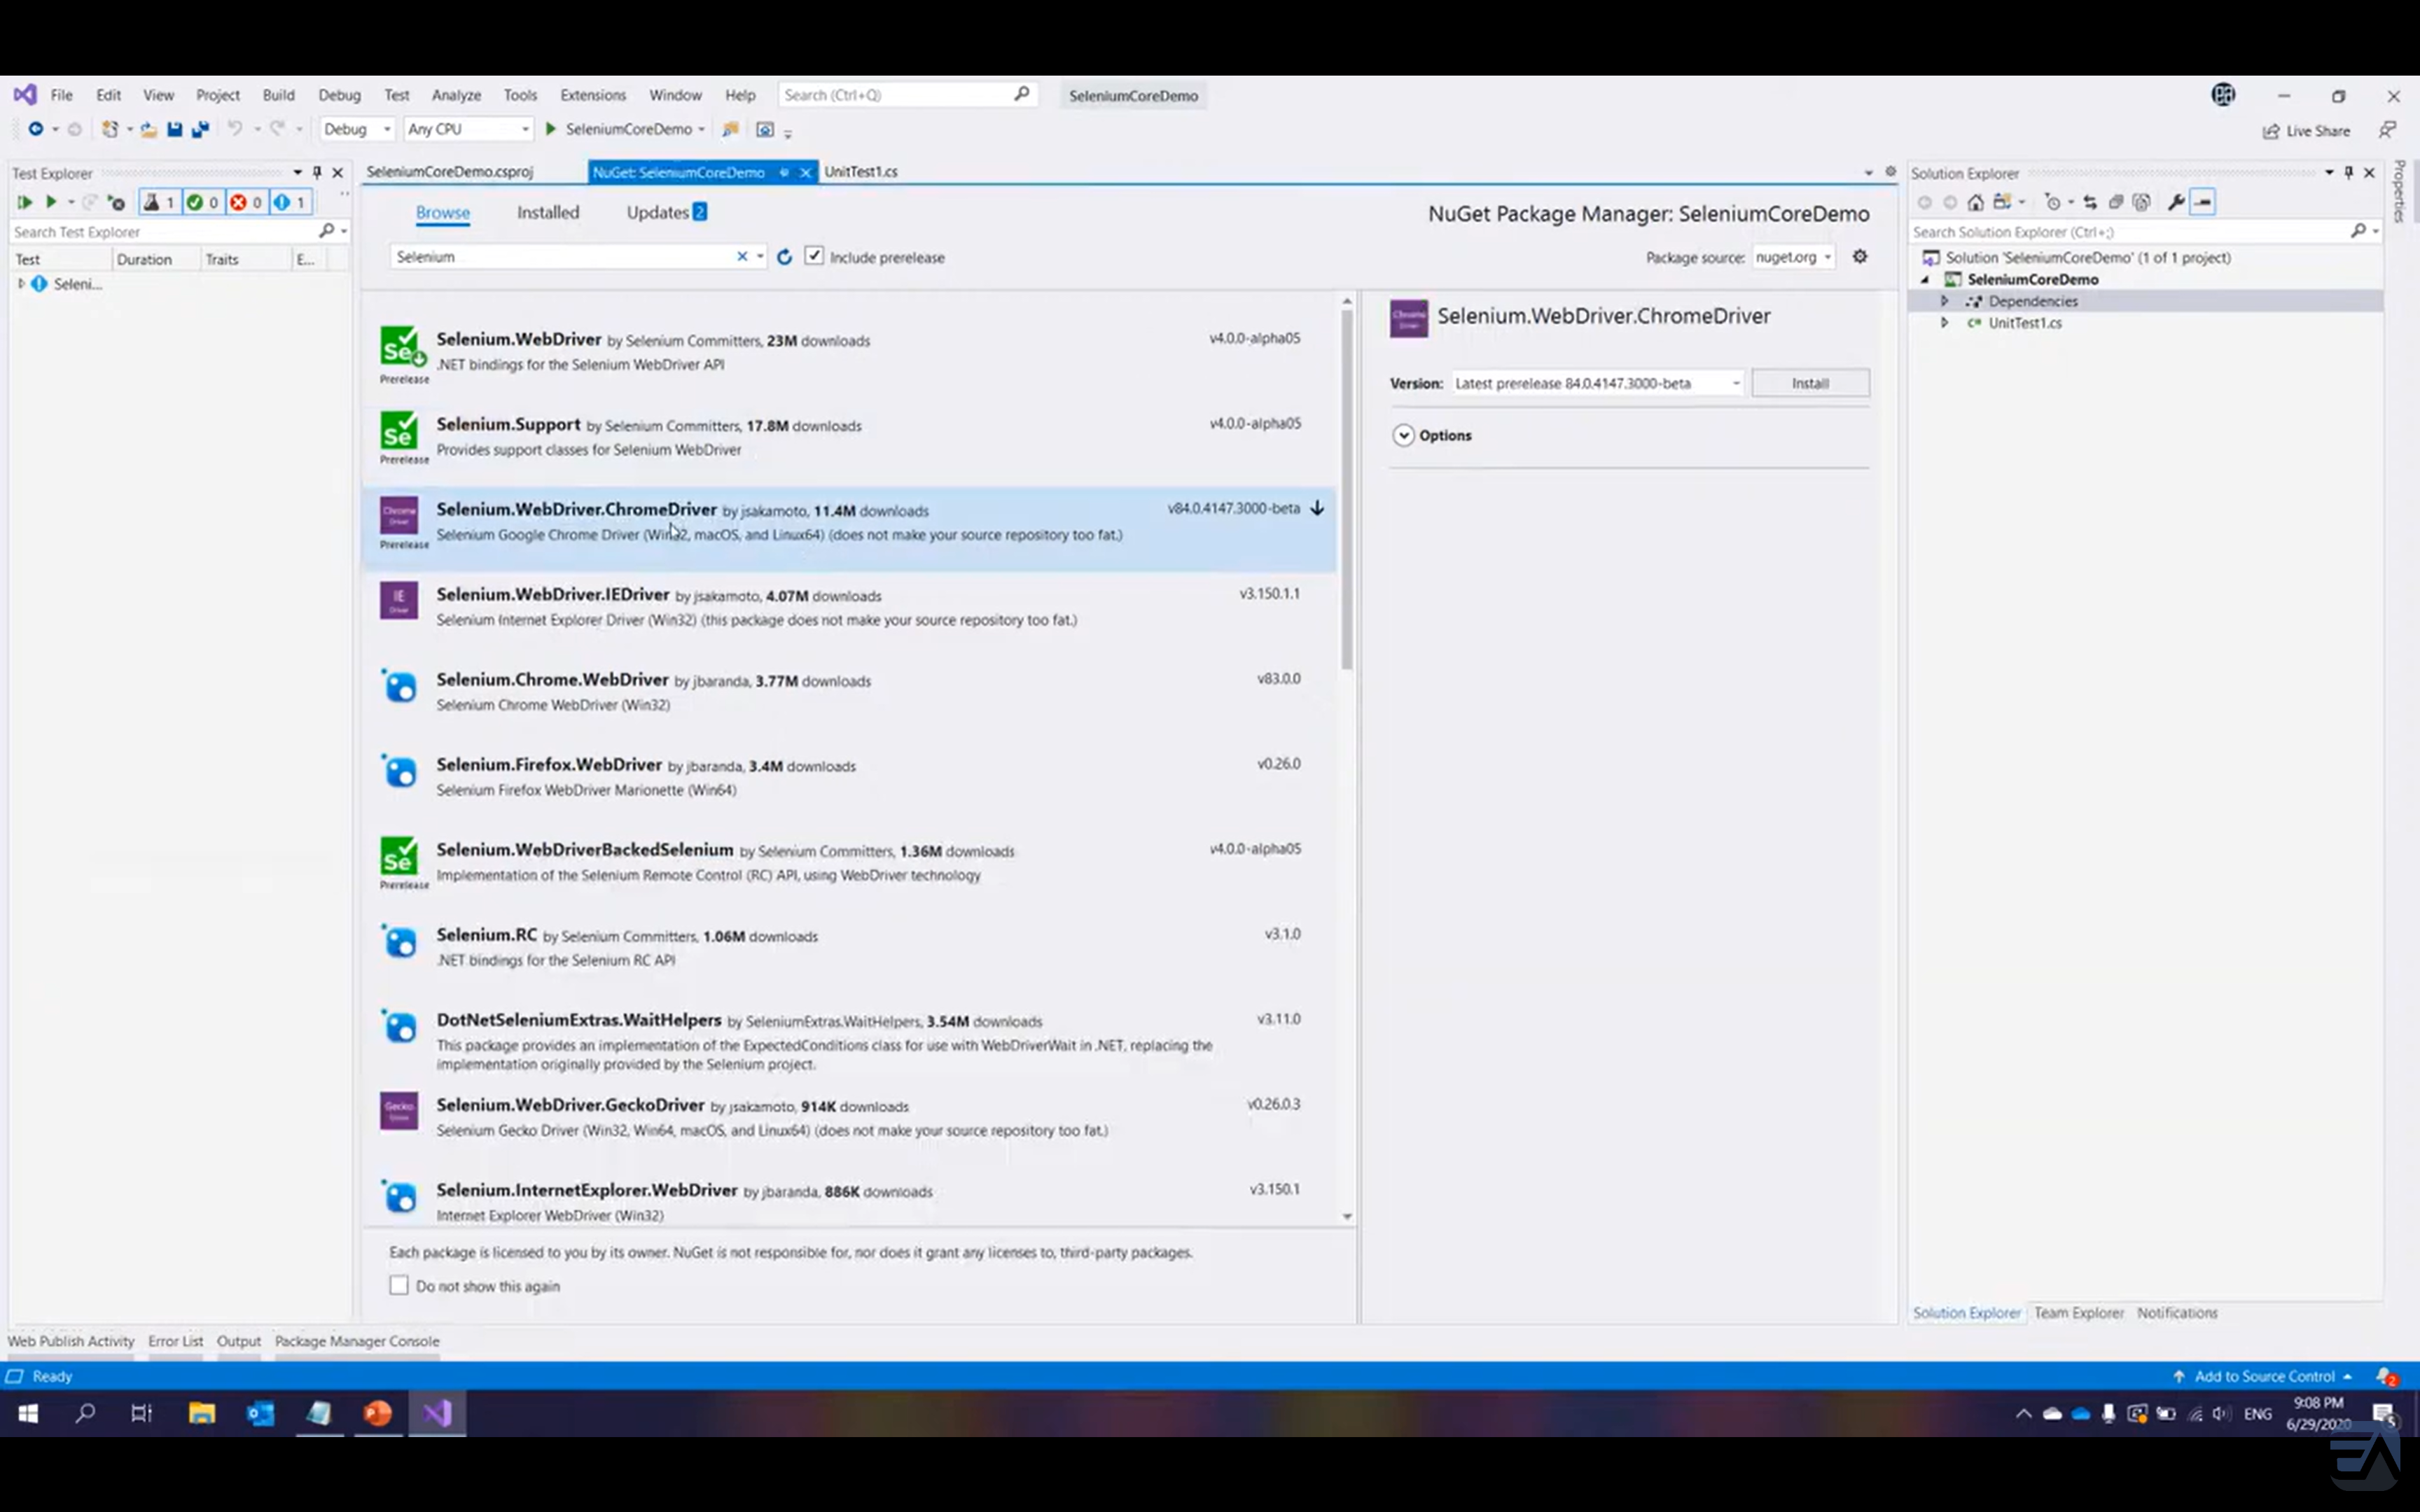 File Edit View Project Build Debug Test Analyze Tools Extensions Window Help Search (Ctrl+Q) SeleniumCoreDemo
Debug Any CPU SeleniumCoreDemo Live Share
Test Explorer
1 0 0 1
Search Test Explorer
Test Duration Traits E...
Seleni...
SeleniumCoreDemo.csproj NuGet: SeleniumCoreDemo UnitTest1.cs
Browse Installed Updates 2 NuGet Package Manager: SeleniumCoreDemo
Selenium Include prerelease Package source: nuget.org
Selenium.WebDriver by Selenium Committers, 23M downloads v4.0.0-alpha05
.NET bindings for the Selenium WebDriver API
Prerelease
Selenium.Support by Selenium Committers, 17.8M downloads v4.0.0-alpha05
Provides support classes for Selenium WebDriver
Prerelease
Selenium.WebDriver.ChromeDriver by jsakamoto, 11.4M downloads v84.0.4147.3000-beta
Selenium Google Chrome Driver (Win32, macOS, and Linux64) (does not make your source repository too fat.)
Prerelease
Selenium.WebDriver.IEDriver by jsakamoto, 4.07M downloads v3.150.1.1
Selenium Internet Explorer Driver (Win32) (this package does not make your source repository too fat.)
Selenium.Chrome.WebDriver by jbaranda, 3.77M downloads v83.0.0
Selenium Chrome WebDriver (Win32)
Selenium.Firefox.WebDriver by jbaranda, 3.4M downloads v0.26.0
Selenium Firefox WebDriver Marionette (Win64)
Selenium.WebDriverBackedSelenium by Selenium Committers, 1.36M downloads v4.0.0-alpha05
Implementation of the Selenium Remote Control (RC) API, using WebDriver technology
Prerelease
Selenium.RC by Selenium Committers, 1.06M downloads v3.1.0
.NET bindings for the Selenium RC API
DotNetSeleniumExtras.WaitHelpers by SeleniumExtras.WaitHelpers, 3.54M downloads v3.11.0
This package provides an implementation of the ExpectedConditions class for use with WebDriverWait in .NET, replacing the
implementation originally provided by the Selenium project.
Selenium.WebDriver.GeckoDriver by jsakamoto, 914K downloads v0.26.0.3
Selenium Gecko Driver (Win32, Win64, macOS, and Linux64) (does not make your source repository too fat.)
Selenium.InternetExplorer.WebDriver by jbaranda, 886K downloads v3.150.1
Internet Explorer WebDriver (Win32)
Each package is licensed to you by its owner. NuGet is not responsible for, nor does it grant any licenses to, third-party packages.
Do not show this again
Selenium.WebDriver.ChromeDriver
Version: Latest prerelease 84.0.4147.3000-beta Install
Options
Solution Explorer
Search Solution Explorer (Ctrl+;)
Solution 'SeleniumCoreDemo' (1 of 1 project)
SeleniumCoreDemo
Dependencies
UnitTest1.cs
Properties
Solution Explorer Team Explorer Notifications
Web Publish Activity Error List Output Package Manager Console
Ready Add to Source Control 2
ENG 9:08 PM
6/29/2020
EA